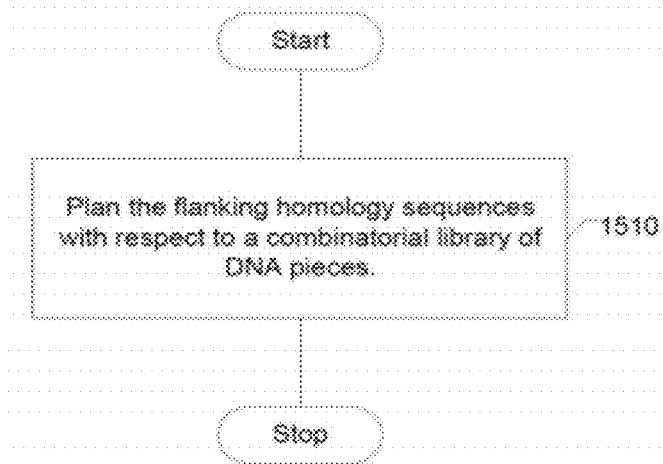 Start
Plan the flanking homology sequences
with respect to a combinatorial library of
DNA pieces.
1510
Stop